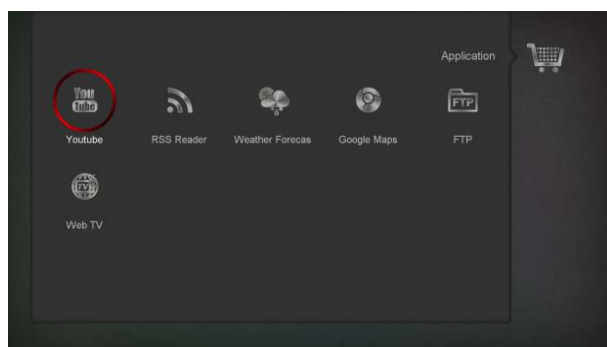 Application
You
Tube
FTP
Youtube
RSS Reader
Weather Forecas
Google Maps
FTP
TV
Web TV